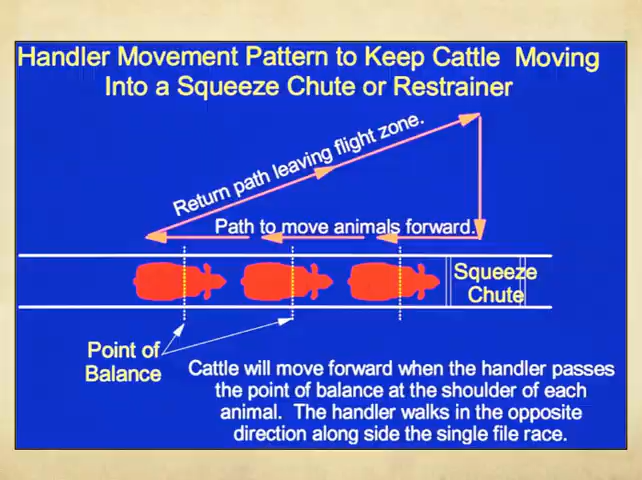 Handler Movement Pattern to Keep Cattle Moving
Into a Squeeze Chute or Restrainer
Return path leaving flight zone.
Path to move animals forward.
Squeeze
Chute
Point of
Balance
Cattle will move forward when the handler passes
the point of balance at the shoulder of each
animal. The handler walks in the opposite
direction along side the single file race.